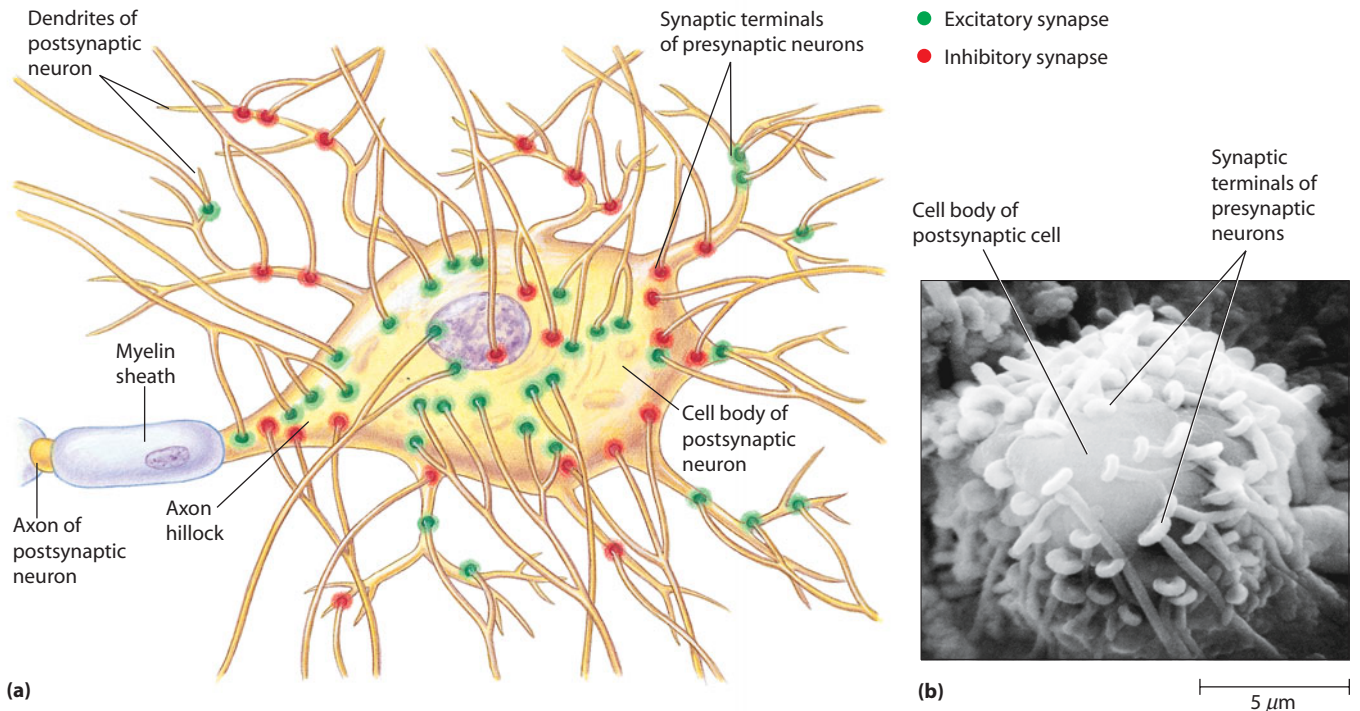 Dendrites of
postsynaptic
neuron
Synaptic terminals
of presynaptic neurons
Excitatory synapse
Inhibitory synapse
Myelin
sheath
Axon of
postsynaptic
neuron
Axon
hillock
Cell body of
postsynaptic
neuron
(a)
Synaptic
terminals of
presynaptic
neurons
Cell body of
postsynaptic cell
(b)
5 μm